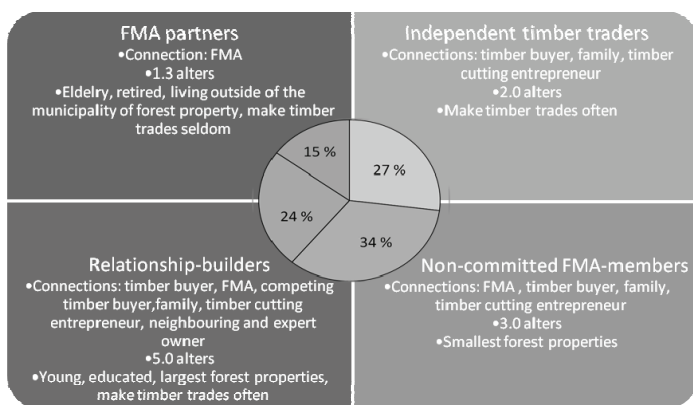 FMA partners
•Connection: FMA
•1.3 alters
•Eldelry, retired, living outside of the
municipality of forest property, make timber
trades seldom
Independent timber traders
•Connections: timber buyer, family, timber
cutting entrepreneur
•2.0 alters
•Make timber trades often
15 %
27 %
24 %
34 %
Relationship-builders
•Connections: timber buyer, FMA, competing
timber buyer,family, timber cutting
entrepreneur, neighbouring and expert
owner
•5.0 alters
•Young, educated, largest forest properties,
make timber trades often
Non-committed FMA-members
•Connections: FMA , timber buyer, family,
timber cutting entrepreneur
•3.0 alters
•Smallest forest properties